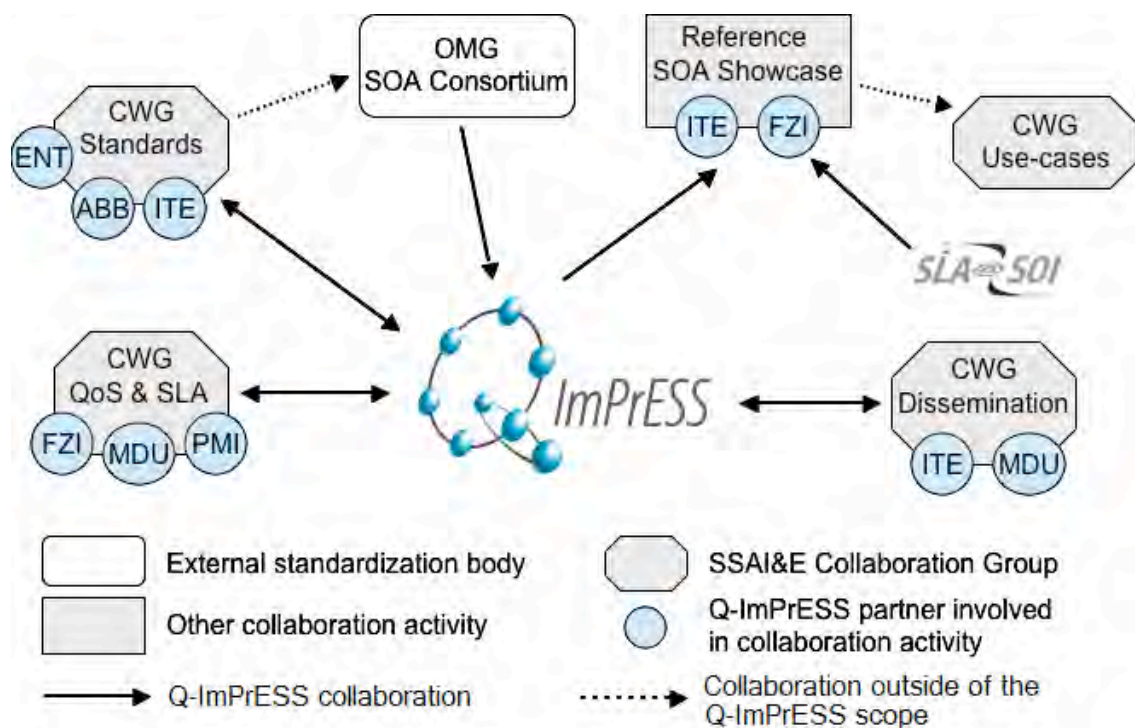 OMG
SOA Consortium
Reference
SOA Showcase
ITE
FZI
CWG
Standards
ENT
ABB
ITE
CWG
Use-cases
SLA@SOI
CWG
QoS & SLA
FZI
MDU
PMI
ImPrESS
CWG
Dissemination
ITE
MDU
External standardization body
SSAI&E Collaboration Group
Other collaboration activity
Q-ImPrESS partner involved
in collaboration activity
Q-ImPrESS collaboration
Collaboration outside of the
Q-ImPrESS scope